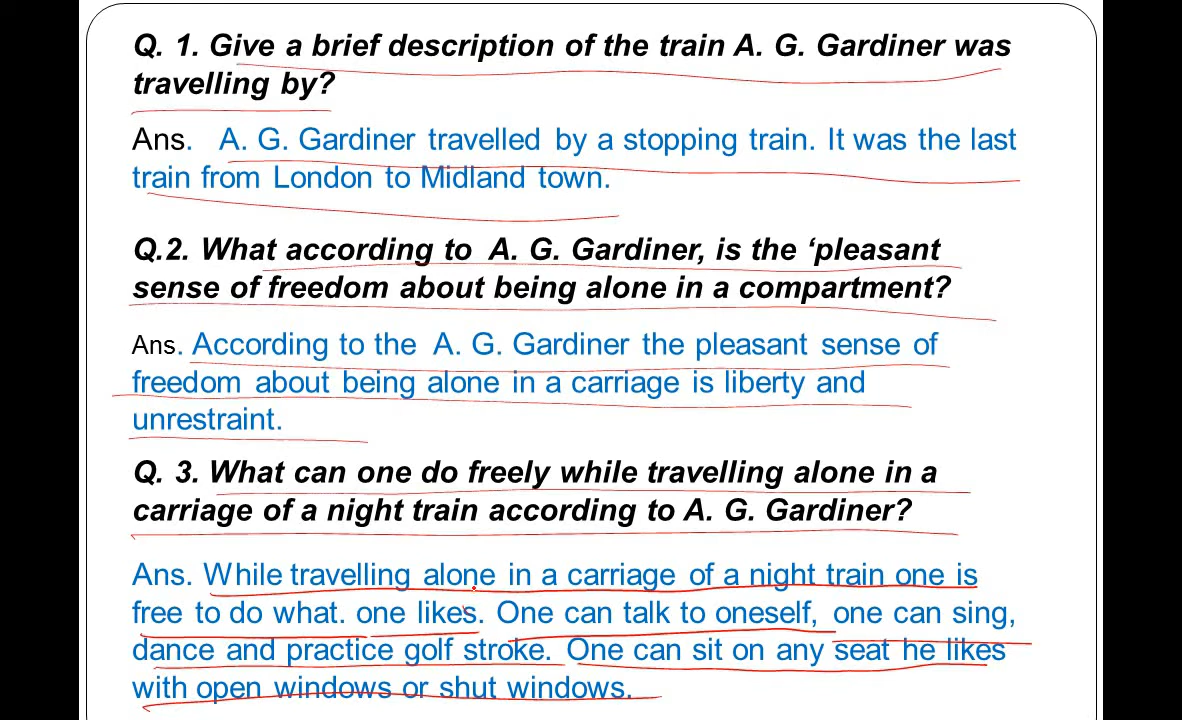 Q. 1. Give a brief description of the train A. G. Gardiner was
travelling by?
Ans. A. G. Gardiner travelled by a stopping train. It was the last
train from London to Midland town.
Q.2. What according to A. G. Gardiner, is the ‘pleasant
sense of freedom about being alone in a compartment?
Ans. According to the A. G. Gardiner the pleasant sense of
freedom about being alone in a carriage is liberty and
unrestraint.
Q. 3. What can one do freely while travelling alone in a
carriage of a night train according to A. G. Gardiner?
Ans. While travelling alone in a carriage of a night train one is
free to do what. one likes. One can talk to oneself, one can sing,
dance and practice golf stroke. One can sit on any seat he likes
with open windows or shut windows.